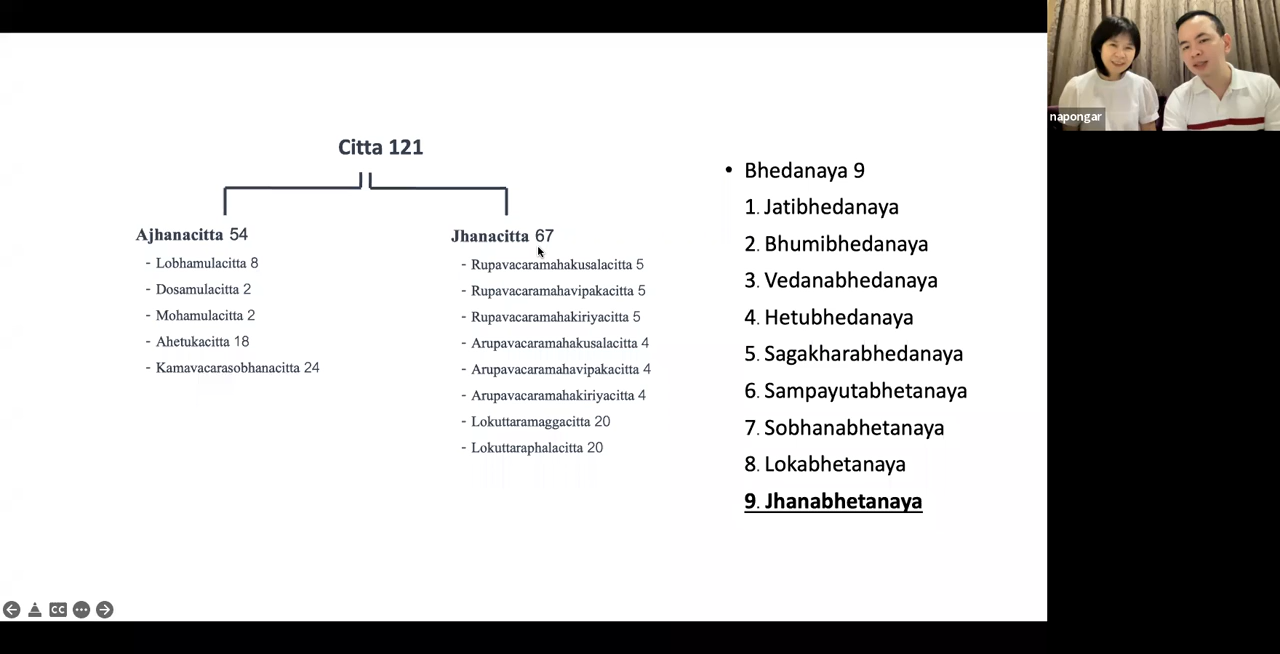 Citta 121
Ajhanacitta 54
- Lobhamulacitta 8
- Dosamulacitta 2
- Mohamulacitta 2
- Ahetukacitta 18
- Kamavacarasobhanacitta 24
Jhanacitta 67
- Rupavacaramahakusalacitta 5
- Rupavacaramahavipakacitta 5
- Rupavacaramahakiriyacitta 5
- Arupavacaramahakusalacitta 4
- Arupavacaramahavipakacitta 4
- Arupavacaramahakiriyacitta 4
- Lokuttaramaggacitta 20
- Lokuttaraphalacitta 20
• Bhedanaya 9
1. Jatibhedanaya
2. Bhumibhedanaya
3. Vedanabhedanaya
4. Hetubhedanaya
5. Sagakharabhedanaya
6. Sampayutabhetanaya
7. Sobhanabhetanaya
8. Lokabhetanaya
9. Jhanabhetanaya
napongar
CC